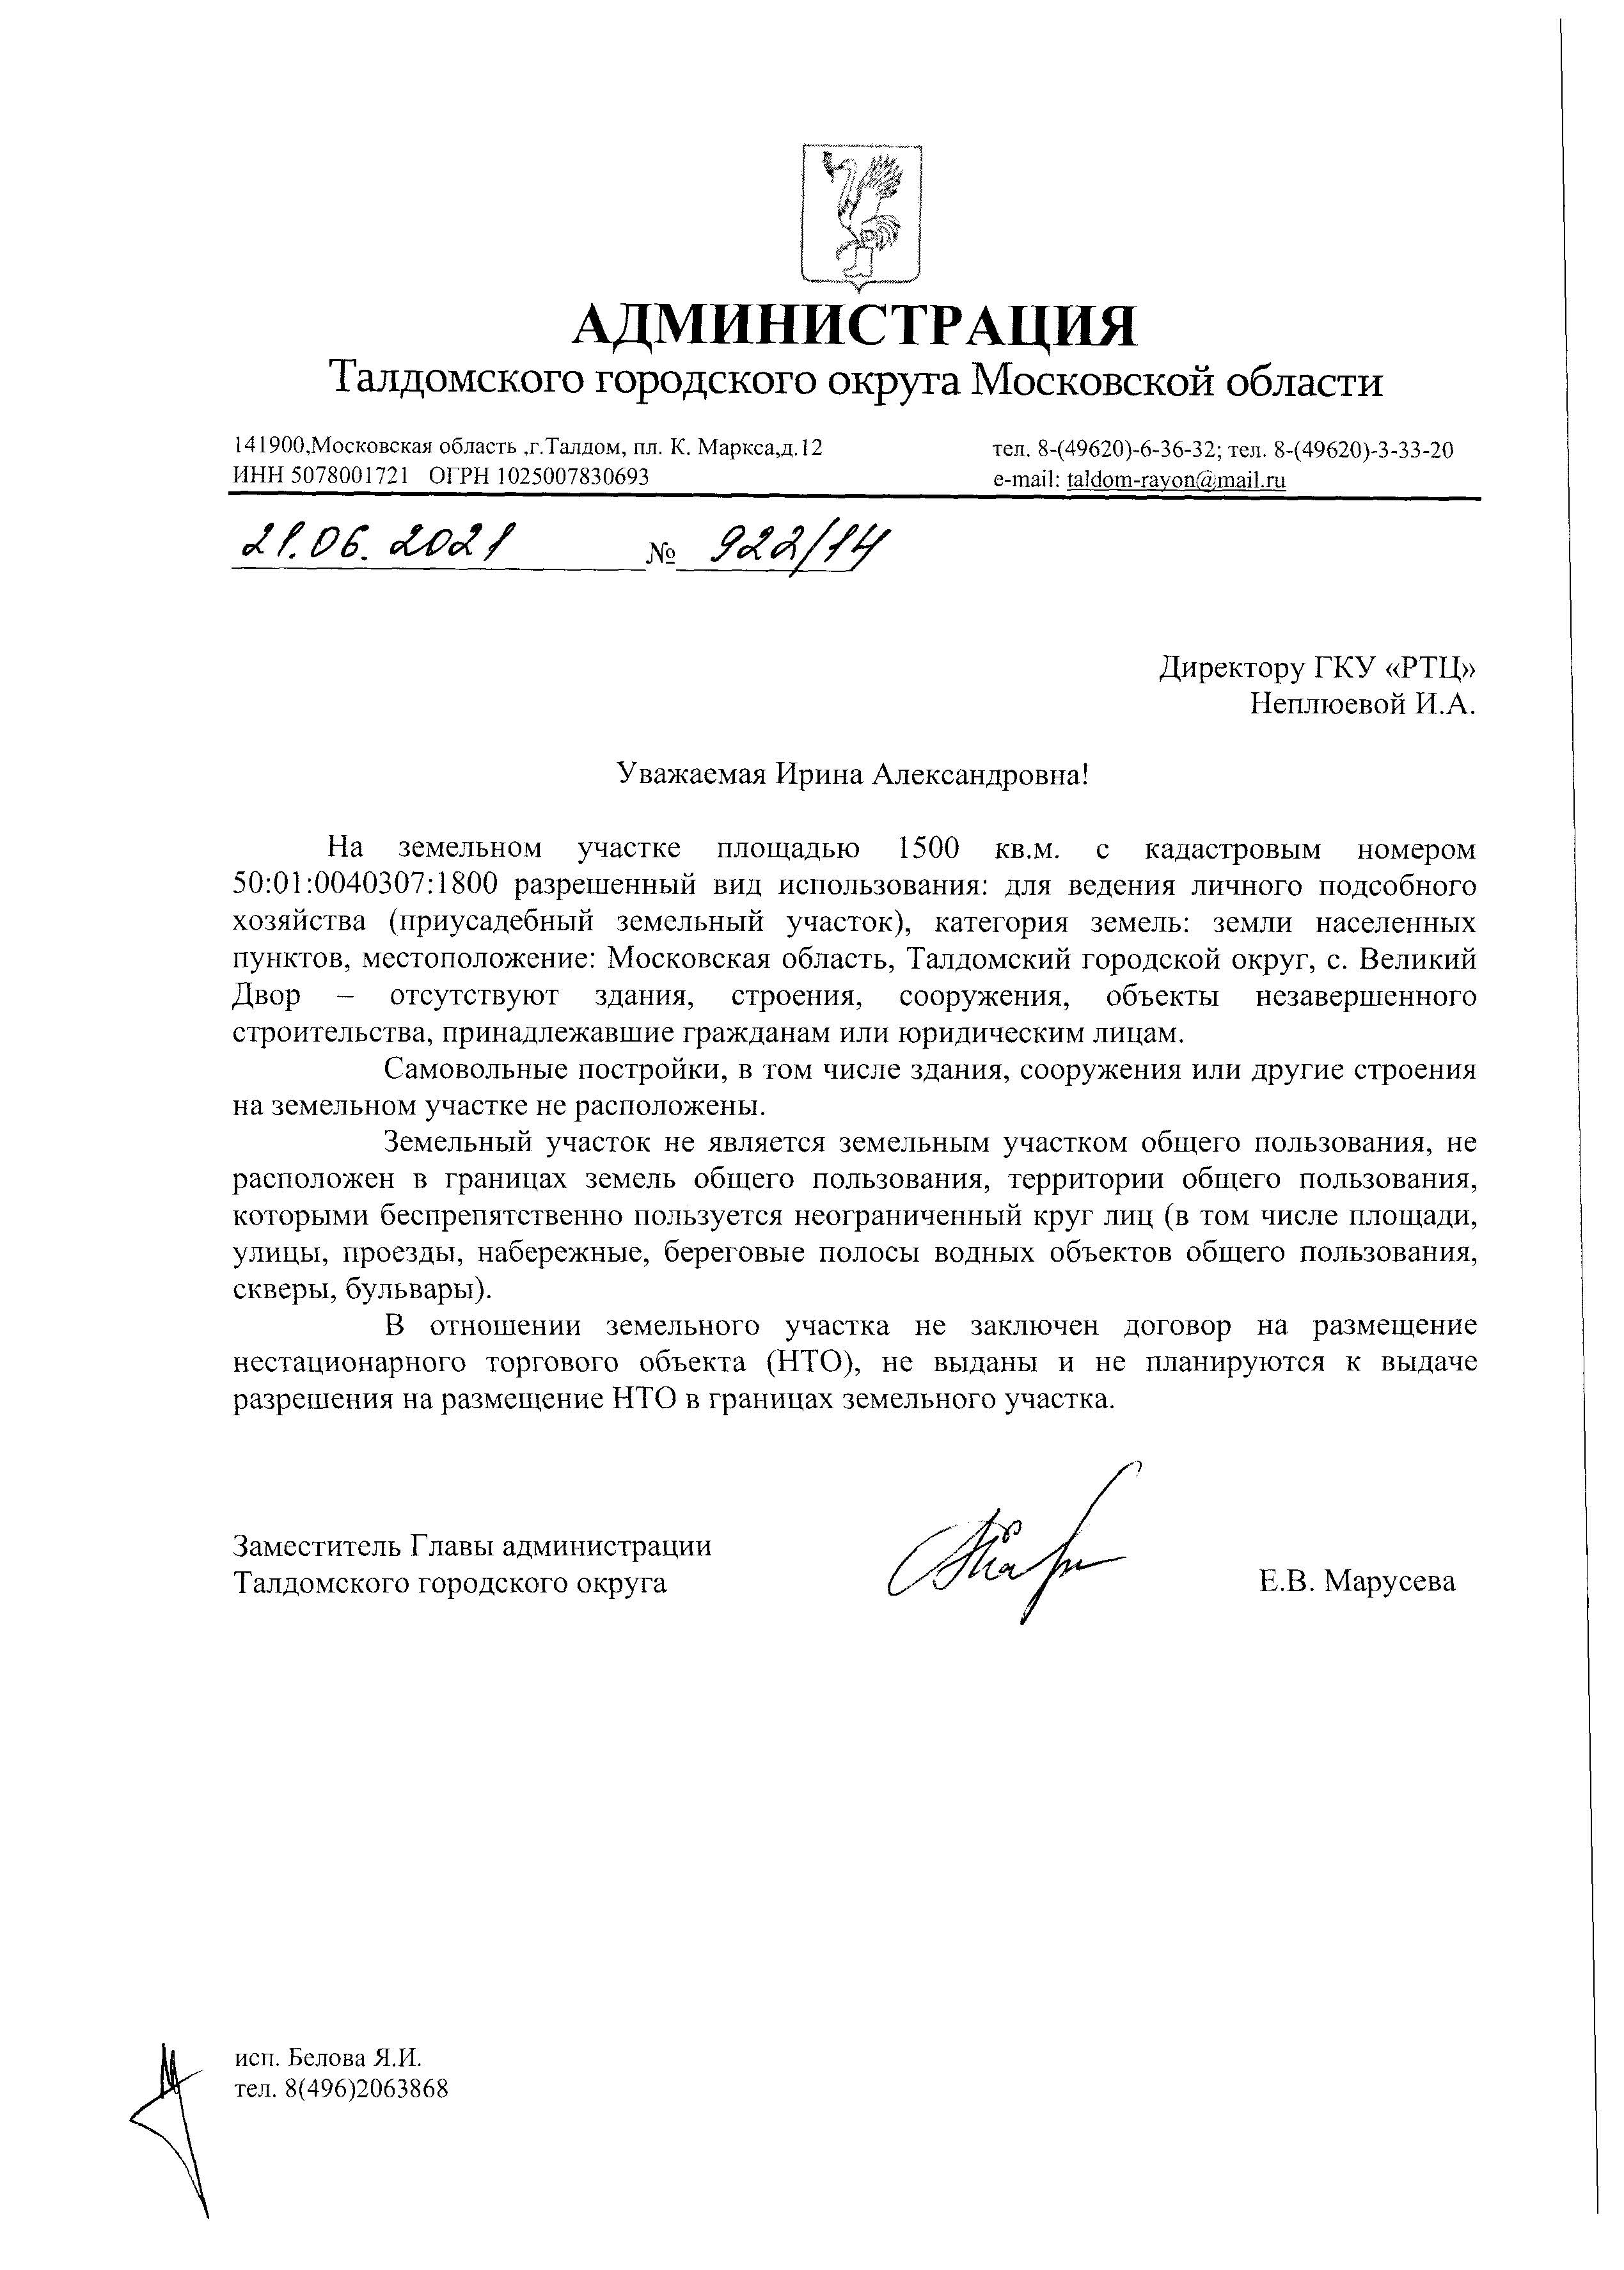 АДМИНИСТРАЦИЯ
Талдомского городского округа Московской области
141900,Московская область ,г.Талдом, пл. К. Маркса,д.12
ИНН 5078001721 ОГРН 1025007830693
тел. 8-(49620)-6-36-32; тел. 8-(49620)-3-33-20
e-mail: taldom-rayon@mail.ru
21.06.2021 № 922/14
Директору ГКУ «РТЦ»
Неплюевой И.А.
Уважаемая Ирина Александровна!
На земельном участке площадью 1500 кв.м. с кадастровым номером
50:01:0040307:1800 разрешенный вид использования: для ведения личного подсобного
хозяйства (приусадебный земельный участок), категория земель: земли населенных
пунктов, местоположение: Московская область, Талдомский городской округ, с. Великий
Двор – отсутствуют здания, строения, сооружения, объекты незавершенного
строительства, принадлежавшие гражданам или юридическим лицам.
Самовольные постройки, в том числе здания, сооружения или другие строения
на земельном участке не расположены.
Земельный участок не является земельным участком общего пользования, не
расположен в границах земель общего пользования, территории общего пользования,
которыми беспрепятственно пользуется неограниченный круг лиц (в том числе площади,
улицы, проезды, набережные, береговые полосы водных объектов общего пользования,
скверы, бульвары).
В отношении земельного участка не заключен договор на размещение
нестационарного торгового объекта (НТО), не выданы и не планируются к выдаче
разрешения на размещение НТО в границах земельного участка.
Заместитель Главы администрации
Талдомского городского округа
Е.В. Марусева
исп. Белова Я.И.
тел. 8(496)2063868